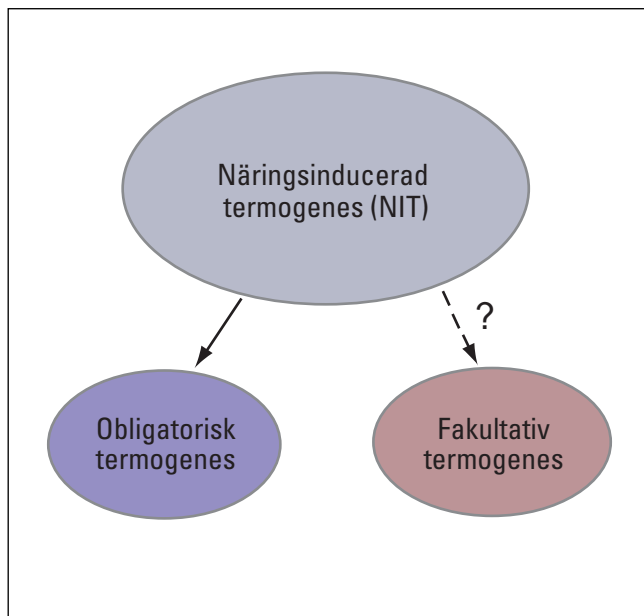 Näringsinducerad
termogenes (NIT)
?
Obligatorisk
termogenes
Fakultativ
termogenes